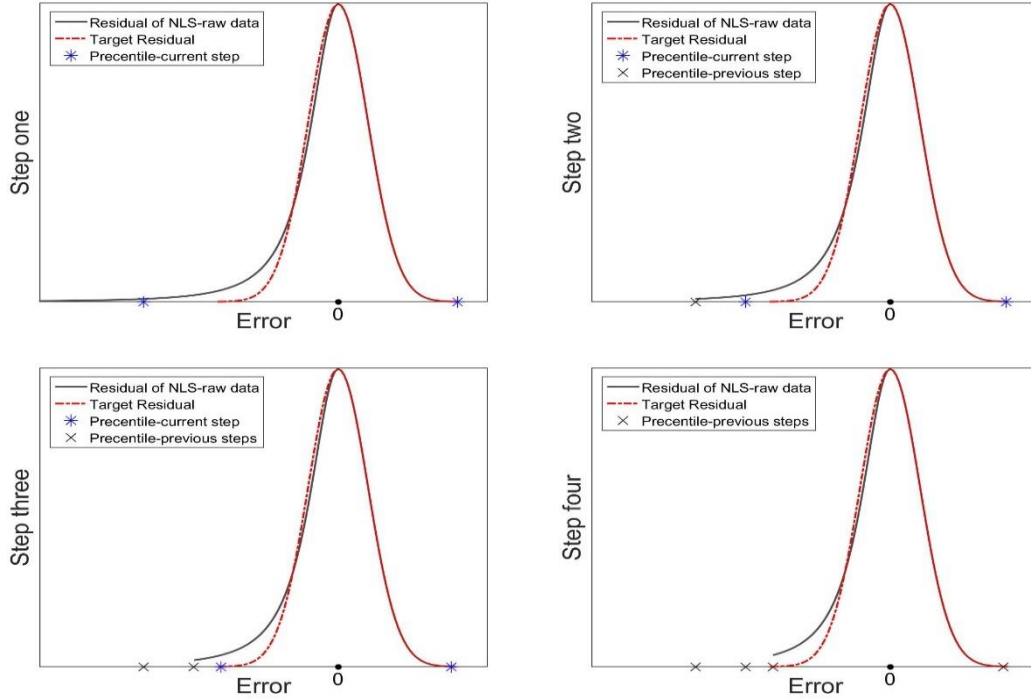 Residual of NLS-raw data
Target Residual
Precentile-current step
Step one
Error
0
Residual of NLS-raw data
Target Residual
Precentile-current step
Precentile-previous step
Step two
Error
0
Residual of NLS-raw data
Target Residual
Precentile-current step
Precentile-previous steps
Step three
Error
0
Residual of NLS-raw data
Target Residual
Precentile-previous steps
Step four
Error
0